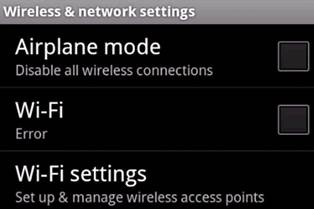 Wireless & network settings
Airplane mode
Disable all wireless connections
Wi-Fi
Error
Wi-Fi settings
Set up & manage wireless access points